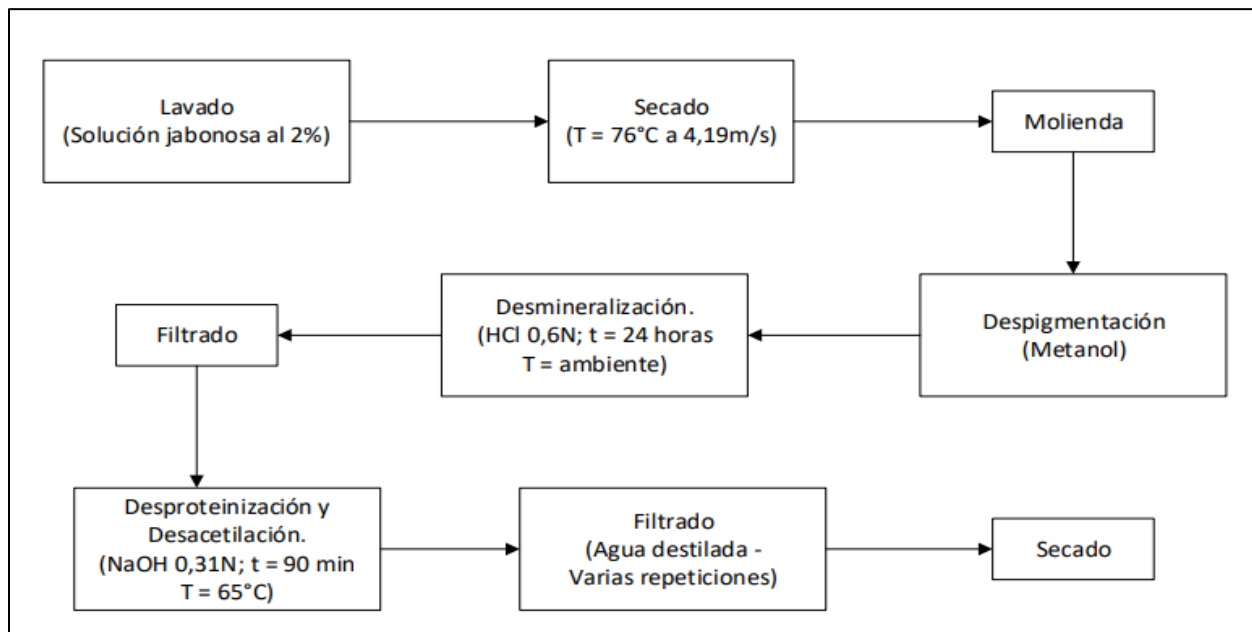 Lavado
(Solución jabonosa al 2%)
Secado
(T = 76°C a 4,19m/s)
Molienda
Despigmentación
(Metanol)
Desmineralización.
(HCl 0,6N; t = 24 horas
T = ambiente)
Filtrado
Desproteinización y
Desacetilación.
(NaOH 0,31N; t = 90 min
T = 65°C)
Filtrado
(Agua destilada -
Varias repeticiones)
Secado